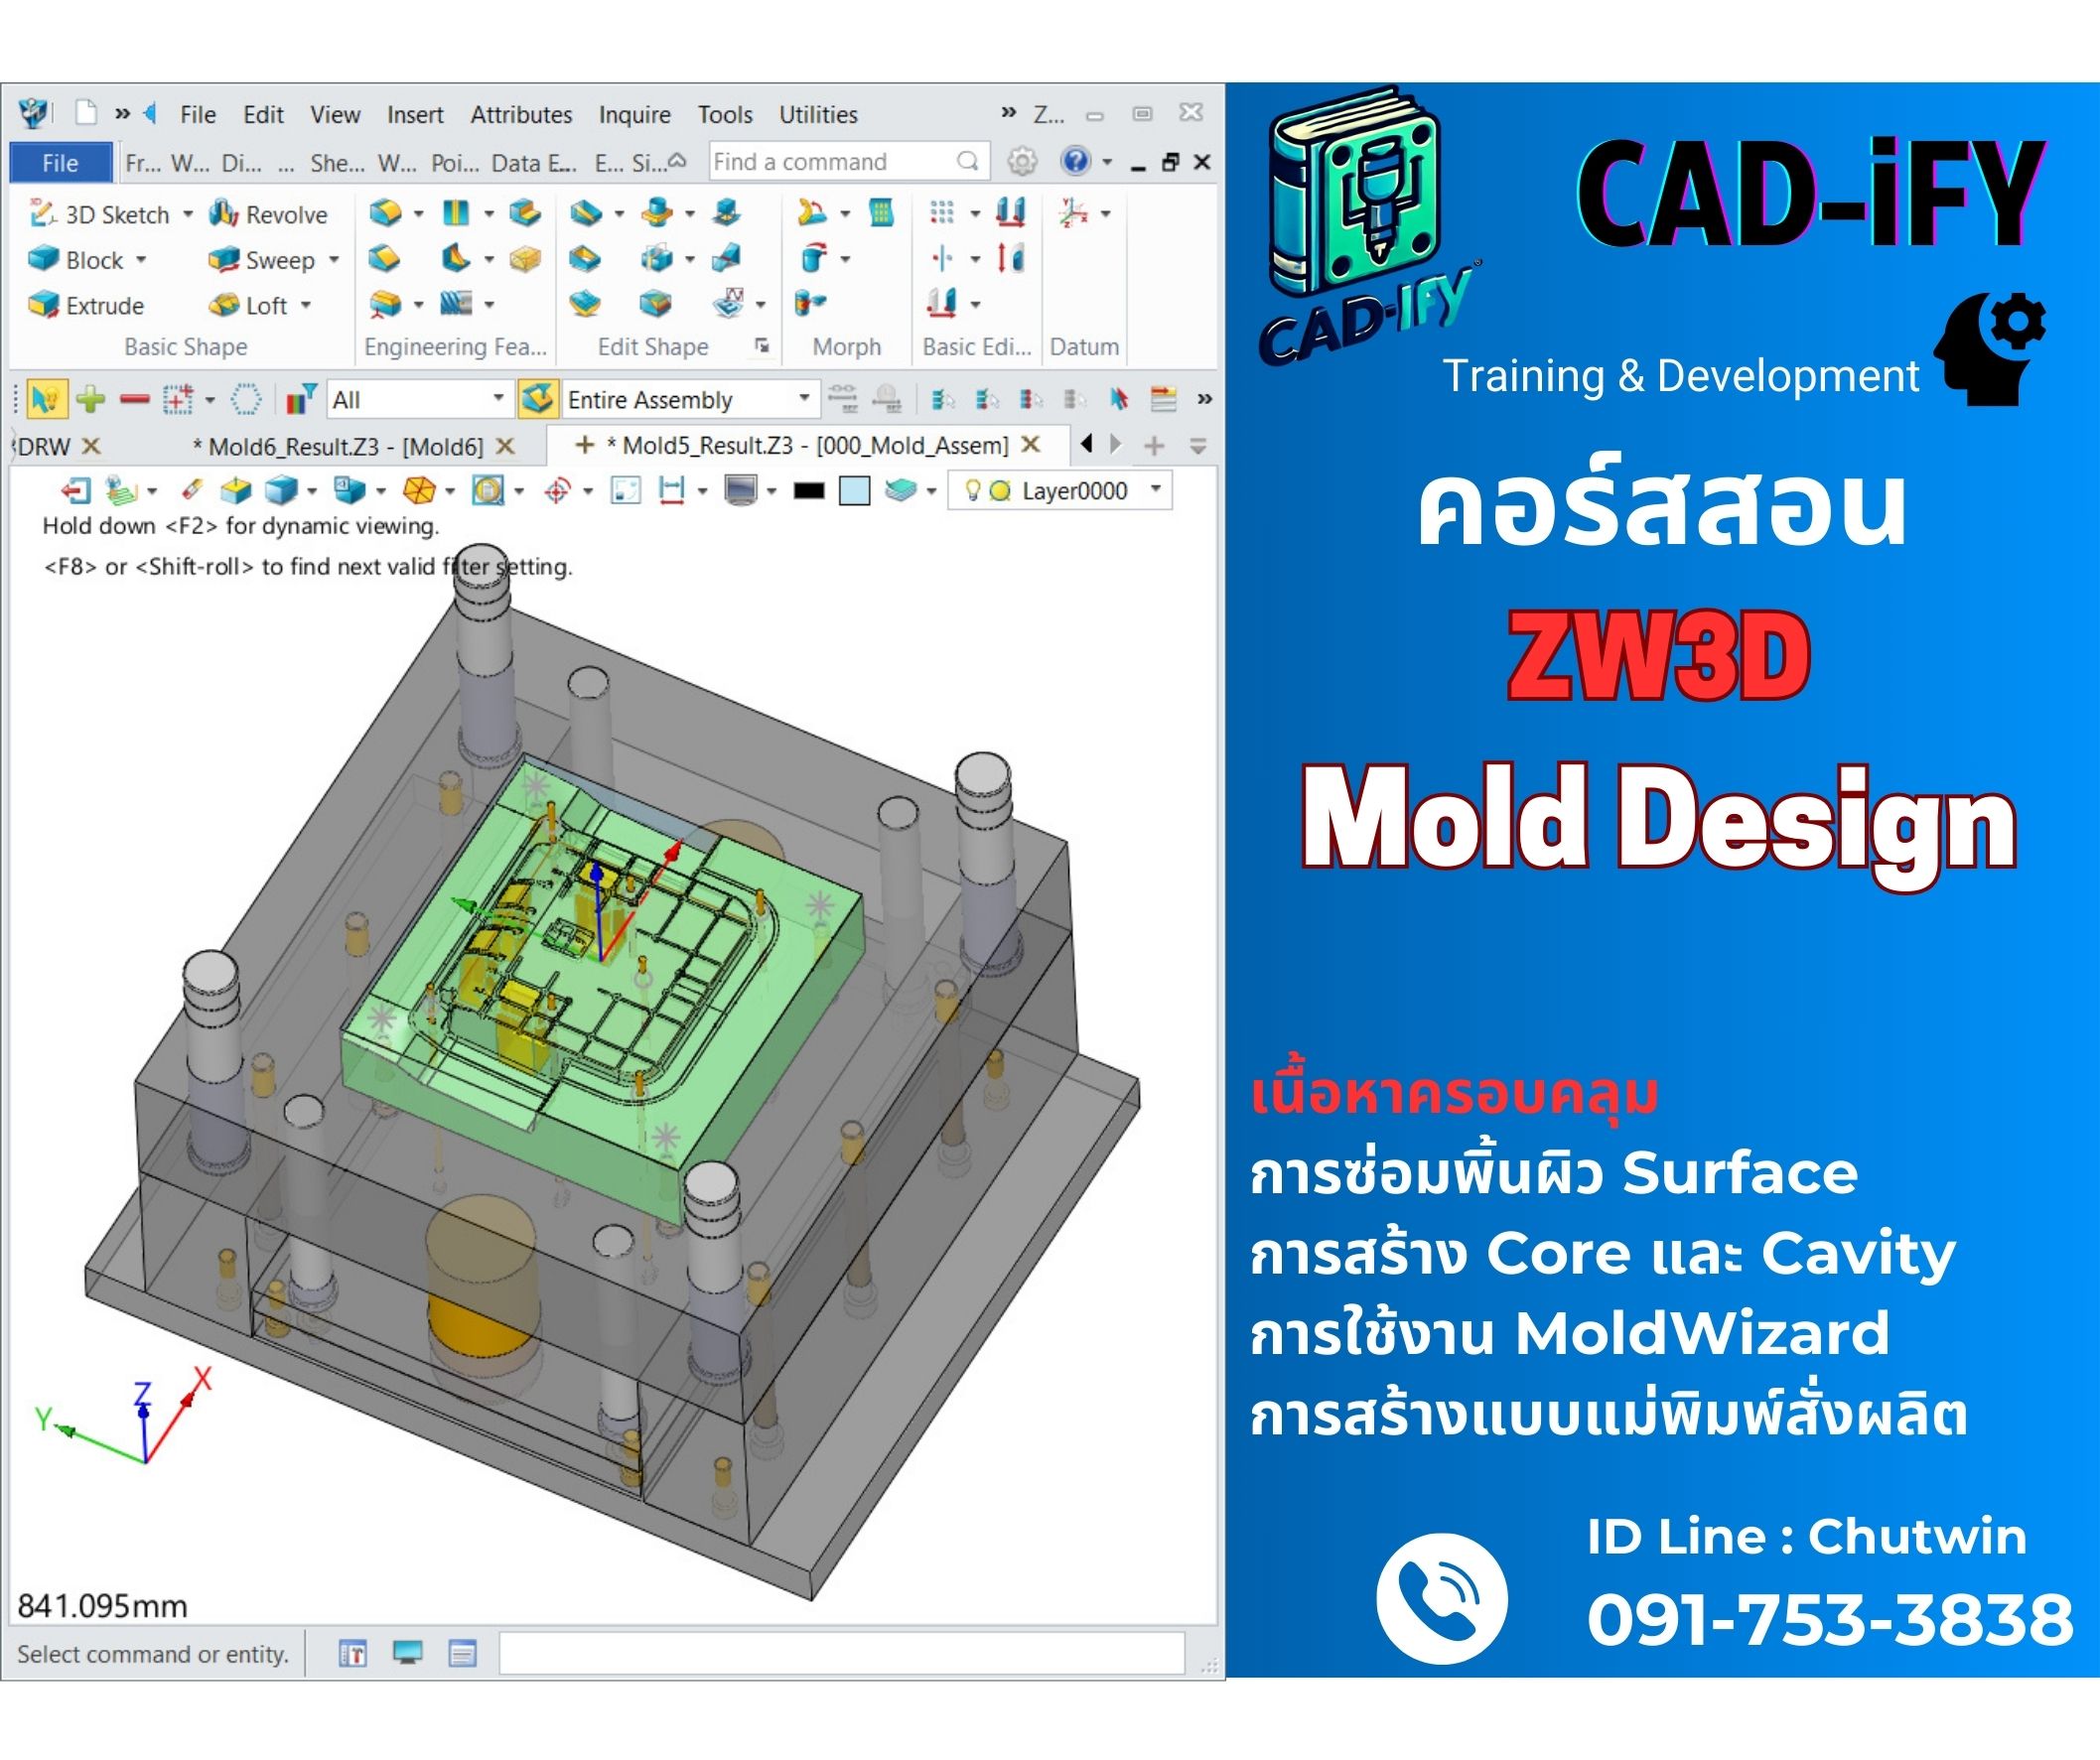 File Edit View Insert Attributes Inquire Tools Utilities » Z...
File Fr... W... Di... ... She... W... Poi... Data E... E... Si... Find a command
3D Sketch Revolve
Block Sweep
Extrude Loft
Basic Shape Engineering Fea... Edit Shape Morph Basic Edi... Datum
All Entire Assembly
DRW * Mold6_Result.Z3 - [Mold6] + * Mold5_Result.Z3 - [000_Mold_Assem]
Layer0000
Hold down <F2> for dynamic viewing.
<F8> or <Shift-roll> to find next valid filter setting.
X
Z
Y
841.095mm
Select command or entity.
CAD-iFY
CAD-iFY
Training & Development
คอร์สสอน
ZW3D
Mold Design
เนื้อหาครอบคลุม
การซ่อมพิ้นผิว Surface
การสร้าง Core และ Cavity
การใช้งาน MoldWizard
การสร้างแบบแม่พิมพ์สั่งผลิต
ID Line : Chutwin
091-753-3838